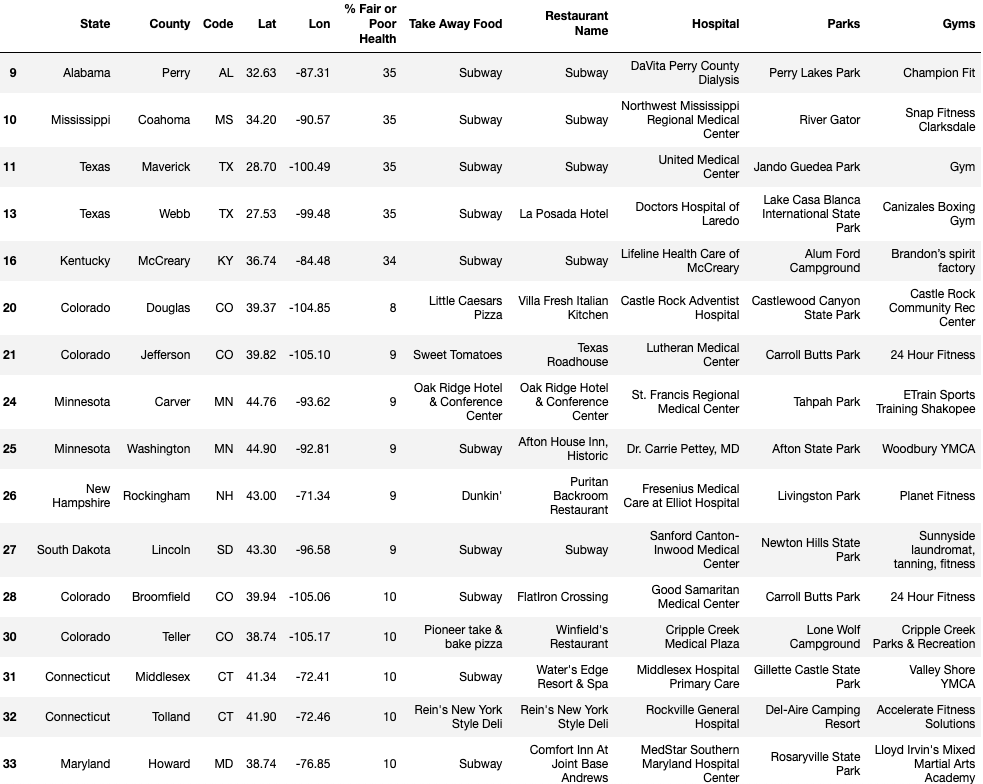 State County Code Lat Lon % Fair or Poor Health Take Away Food Restaurant Name Hospital Parks Gyms
9 Alabama Perry AL 32.63 -87.31 35 Subway Subway DaVita Perry County Dialysis Perry Lakes Park Champion Fit
10 Mississippi Coahoma MS 34.20 -90.57 35 Subway Subway Northwest Mississippi Regional Medical Center River Gator Snap Fitness Clarksdale
11 Texas Maverick TX 28.70 -100.49 35 Subway Subway United Medical Center Jando Guedea Park Gym
13 Texas Webb TX 27.53 -99.48 35 Subway La Posada Hotel Doctors Hospital of Laredo Lake Casa Blanca International State Park Canizales Boxing Gym
16 Kentucky McCreary KY 36.74 -84.48 34 Subway Subway Lifeline Health Care of McCreary Alum Ford Campground Brandon's spirit factory
20 Colorado Douglas CO 39.37 -104.85 8 Little Caesars Pizza Villa Fresh Italian Kitchen Castle Rock Adventist Hospital Castlewood Canyon State Park Castle Rock Community Rec Center
21 Colorado Jefferson CO 39.82 -105.10 9 Sweet Tomatoes Texas Roadhouse Lutheran Medical Center Carroll Butts Park 24 Hour Fitness
24 Minnesota Carver MN 44.76 -93.62 9 Oak Ridge Hotel & Conference Center Oak Ridge Hotel & Conference Center St. Francis Regional Medical Center Tahpah Park ETrain Sports Training Shakopee
25 Minnesota Washington MN 44.90 -92.81 9 Subway Afton House Inn, Historic Dr. Carrie Pettey, MD Afton State Park Woodbury YMCA
26 New Hampshire Rockingham NH 43.00 -71.34 9 Dunkin' Puritan Backroom Restaurant Fresenius Medical Care at Elliot Hospital Livingston Park Planet Fitness
27 South Dakota Lincoln SD 43.30 -96.58 9 Subway Subway Sanford Canton-Inwood Medical Center Newton Hills State Park Sunnyside laundromat, tanning, fitness
28 Colorado Broomfield CO 39.94 -105.06 10 Subway FlatIron Crossing Good Samaritan Medical Center Carroll Butts Park 24 Hour Fitness
30 Colorado Teller CO 38.74 -105.17 10 Pioneer take & bake pizza Winfield's Restaurant Cripple Creek Medical Plaza Lone Wolf Campground Cripple Creek Parks & Recreation
31 Connecticut Middlesex CT 41.34 -72.41 10 Subway Water's Edge Resort & Spa Middlesex Hospital Primary Care Gillette Castle State Park Valley Shore YMCA
32 Connecticut Tolland CT 41.90 -72.46 10 Rein's New York Style Deli Rein's New York Style Deli Rockville General Hospital Del-Aire Camping Resort Accelerate Fitness Solutions
33 Maryland Howard MD 38.74 -76.85 10 Subway Comfort Inn At Joint Base Andrews MedStar Southern Maryland Hospital Center Rosaryville State Park Lloyd Irvin's Mixed Martial Arts Academy